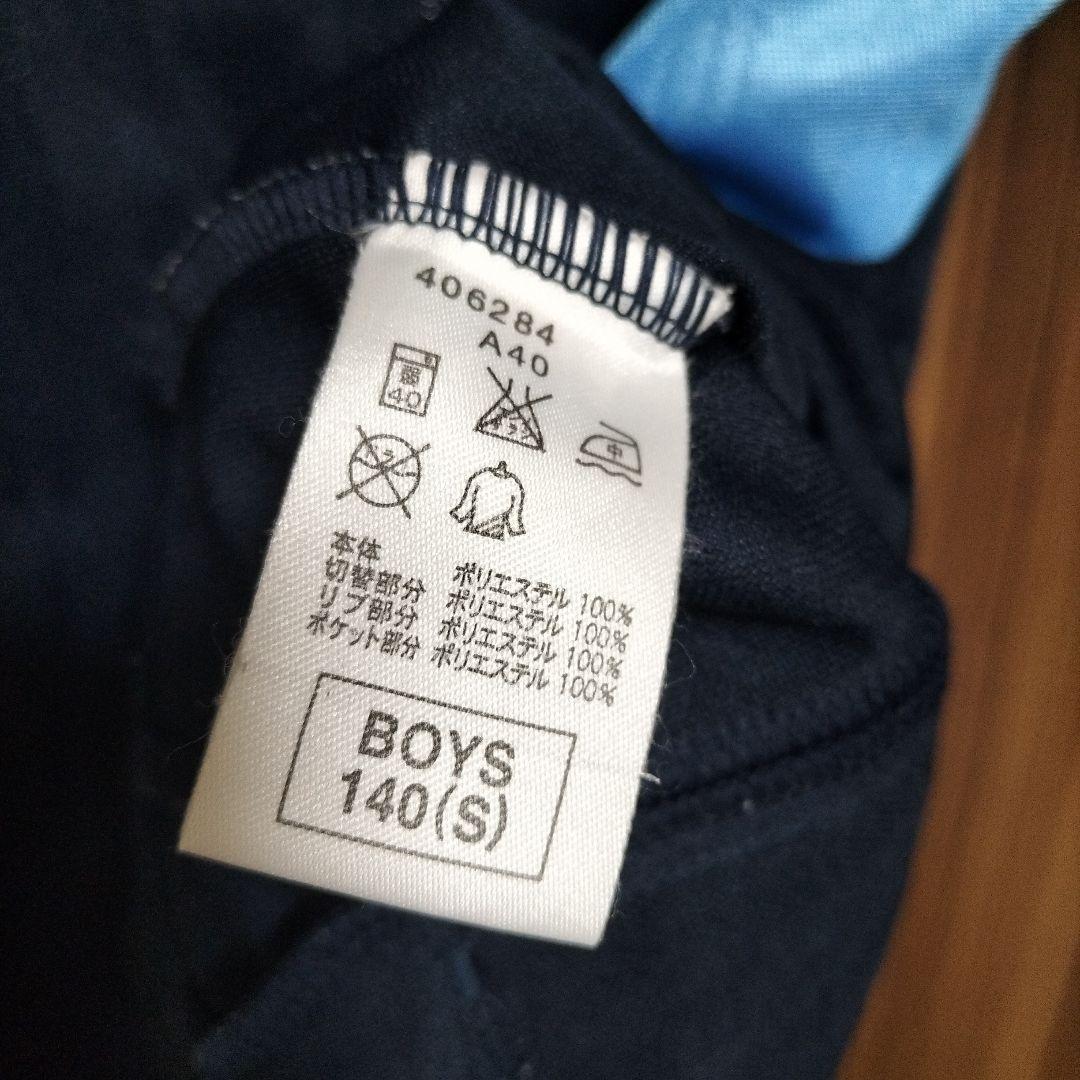 406284
A40
弱
40
中
本体 ポリエステル 100%
切替部分 ポリエステル 100%
リブ部分 ポリエステル 100%
ポケット部分 ポリエステル 100%
BOYS
140(S)